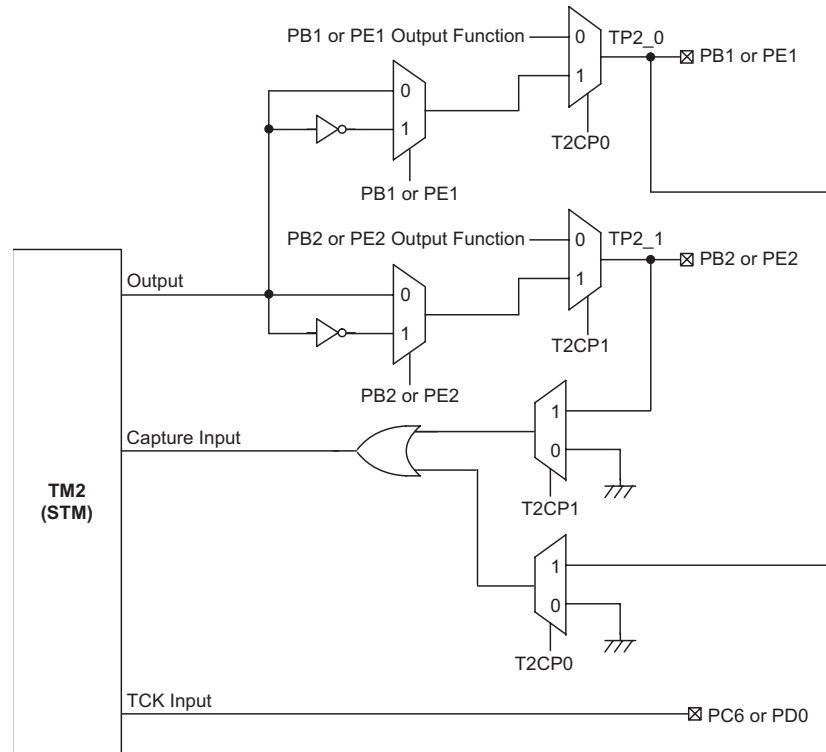 PB1 or PE1 Output Function
0
TP2_0
PB1 or PE1
1
0
1
T2CP0
PB1 or PE1
PB2 or PE2 Output Function
0
TP2_1
PB2 or PE2
1
Output
0
1
T2CP1
PB2 or PE2
1
Capture Input
0
TM2
(STM)
T2CP1
1
0
T2CP0
TCK Input
PC6 or PD0